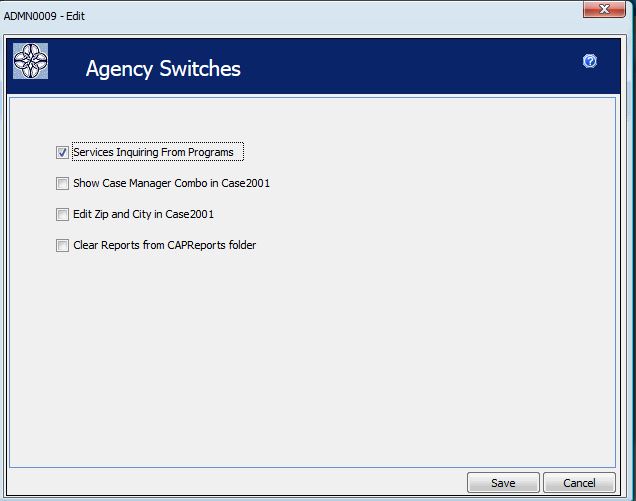 ADMN0009 - Edit
Agency Switches
Services Inquiring From Programs
Show Case Manager Combo in Case2001
Edit Zip and City in Case2001
Clear Reports from CAPReports folder
Save Cancel